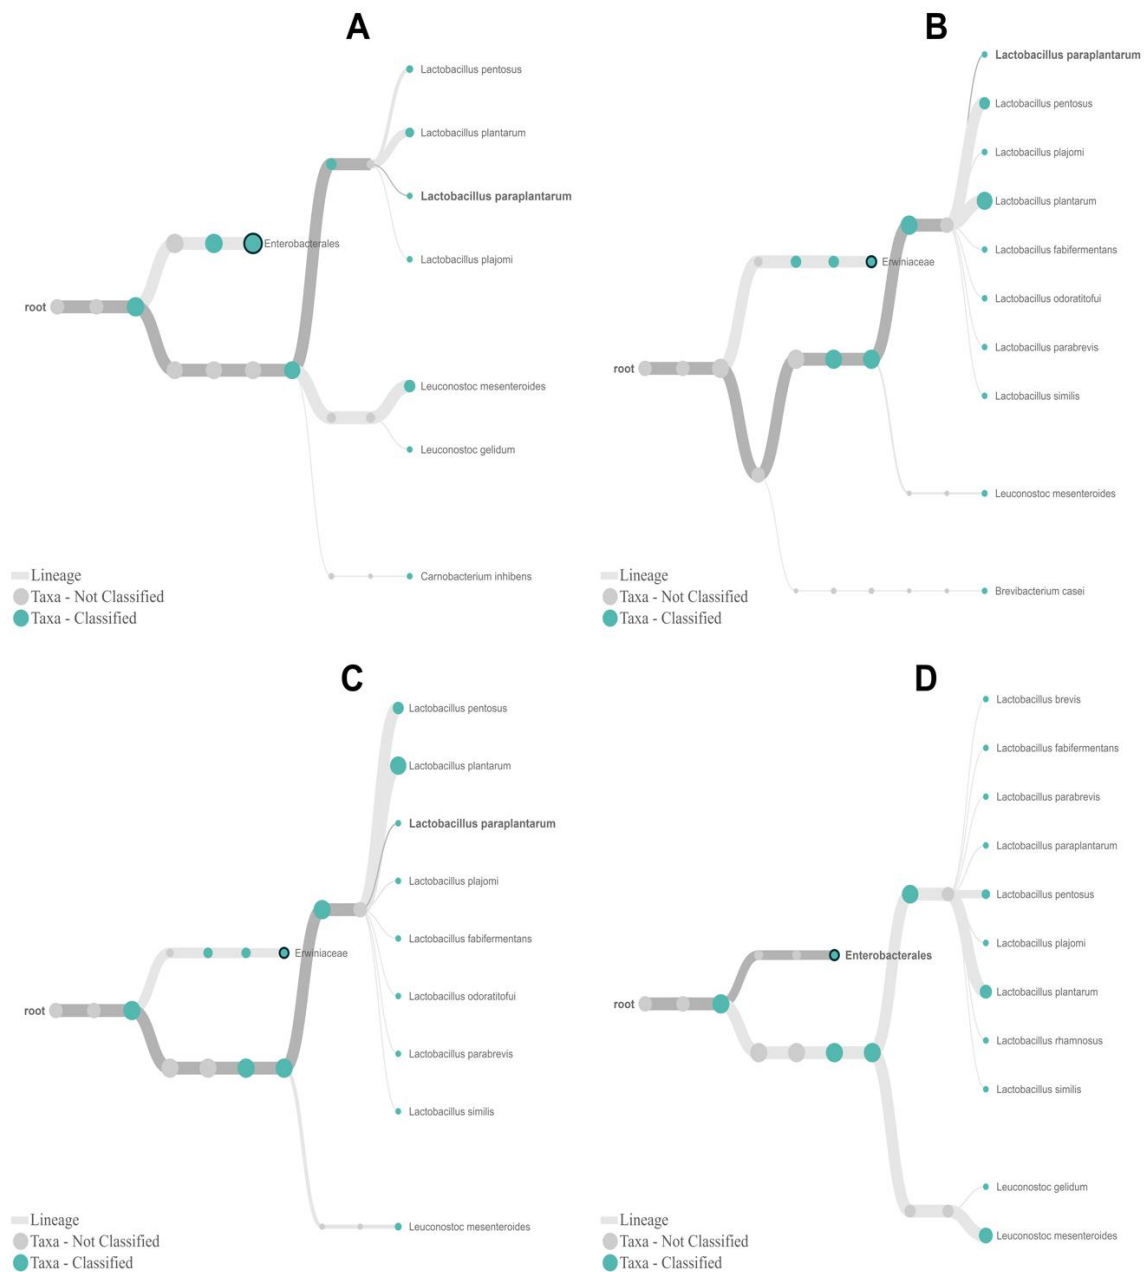 A
Lactobacillus pentosus
Lactobacillus plantarum
Lactobacillus paraplantarum
Enterobacterales
Lactobacillus plajomi
root
Leuconostoc mesenteroides
Leuconostoc gelidum
Carnobacterium inhibens
Lineage
Taxa - Not Classified
Taxa - Classified
B
Lactobacillus paraplantarum
Lactobacillus pentosus
Lactobacillus plajomi
Lactobacillus plantarum
Lactobacillus fabifermentans
Erwiniaceae
Lactobacillus odoratitofui
Lactobacillus parabrevis
root
Lactobacillus similis
Leuconostoc mesenteroides
Brevibacterium casei
Lineage
Taxa - Not Classified
Taxa - Classified
C
Lactobacillus pentosus
Lactobacillus plantarum
Lactobacillus paraplantarum
Lactobacillus plajomi
Lactobacillus fabifermentans
Erwiniaceae
Lactobacillus odoratitofui
root
Lactobacillus parabrevis
Lactobacillus similis
Leuconostoc mesenteroides
Lineage
Taxa - Not Classified
Taxa - Classified
D
Lactobacillus brevis
Lactobacillus fabifermentans
Lactobacillus parabrevis
Lactobacillus paraplantarum
Lactobacillus pentosus
Lactobacillus plajomi
Enterobacterales
Lactobacillus plantarum
root
Lactobacillus rhamnosus
Lactobacillus similis
Leuconostoc gelidum
Leuconostoc mesenteroides
Lineage
Taxa - Not Classified
Taxa - Classified